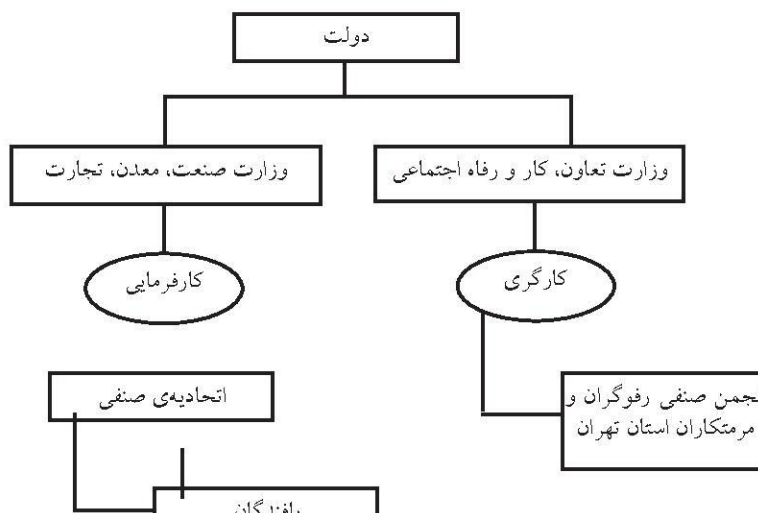 دولت
وزارت تعاون، کار و رفاه اجتماعی
وزارت صنعت، معدن، تجارت
کارگری
کارفرمایی
صنفی رفوگران و
مرمتکاران استان تهران
اتحادیه‌ی صنفی